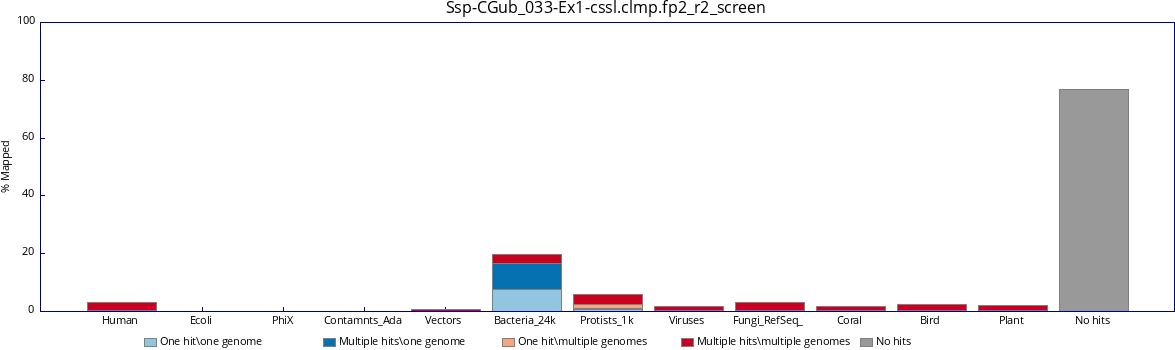 Ssp-CGub_033-Ex1-cssl.clmp.fp2_r2_screen
100
80
60
40
20
0
% Mapped
Human Ecoli PhiX Contamnts_Ada Vectors Bacteria_24k Protists_1k Viruses Fungi_RefSeq_ Coral Bird Plant No hits
One hit\one genome Multiple hits\one genome One hit\multiple genomes Multiple hits\multiple genomes No hits